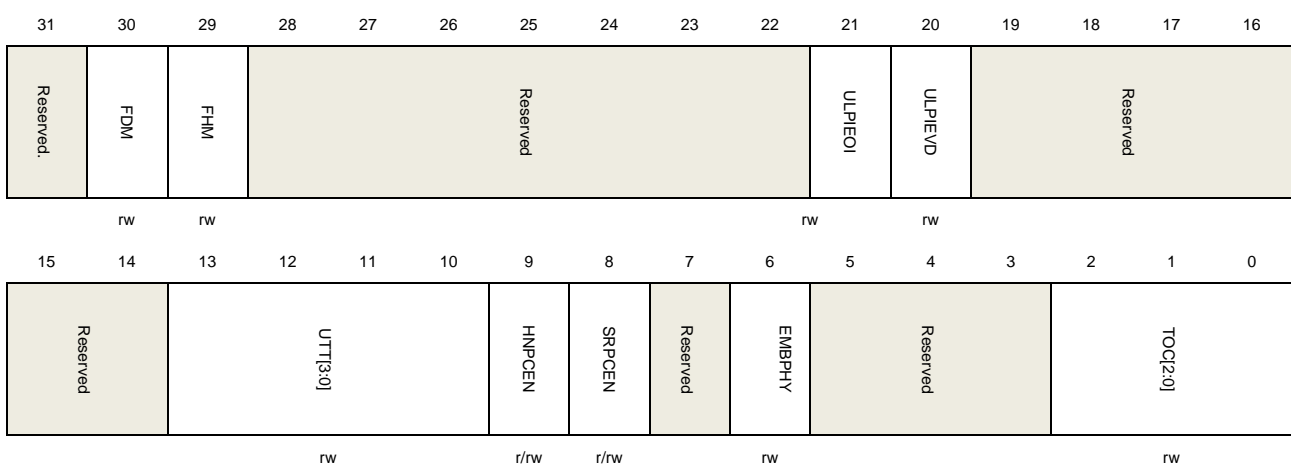 31 30 29 28 27 26 25 24 23 22 21 20 19 18 17 16
Reserved. FDM FHM Reserved ULPIEOI ULPIEVD Reserved
rw rw rw rw
15 14 13 12 11 10 9 8 7 6 5 4 3 2 1 0
Reserved UTT[3:0] HNPCEN SRPCEN Reserved EMBPHY Reserved TOC[2:0]
rw r/rw r/rw rw rw